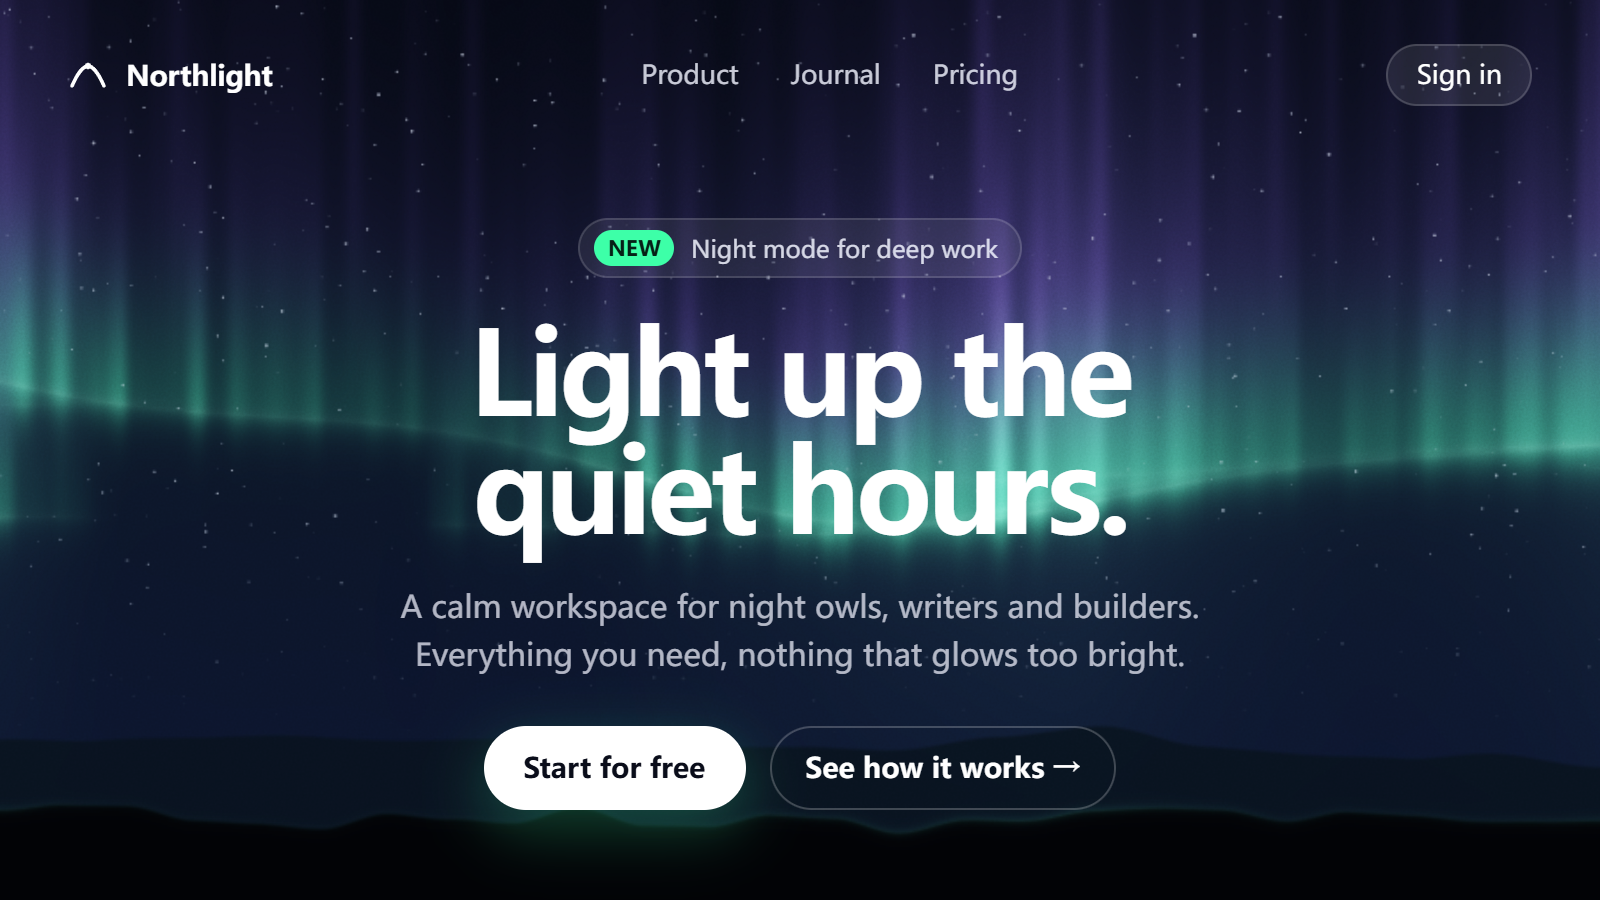 Northlight
Product
Journal
Pricing
Sign in
NEW Night mode for deep work
Light up the
quiet hours.
A calm workspace for night owls, writers and builders.
Everything you need, nothing that glows too bright.
Start for free
See how it works →